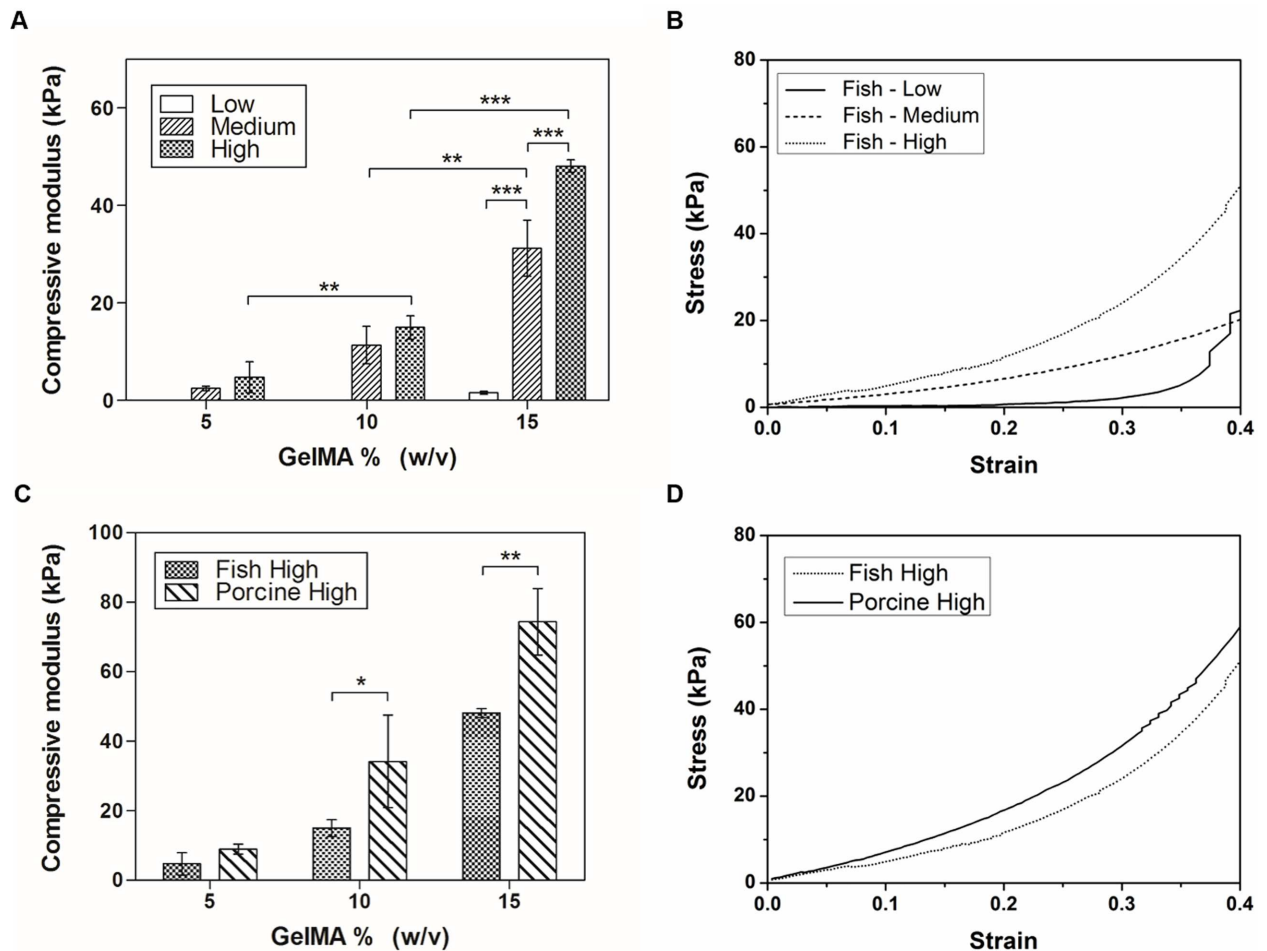 A
Compressive modulus (kPa)
60
40
20
0
Low
Medium
High
**
**
***
***
***
5
10
15
GelMA % (w/v)
B
Stress (kPa)
80
60
40
20
0
Fish - Low
Fish - Medium
Fish - High
0.0
0.1
0.2
0.3
0.4
Strain
C
Compressive modulus (kPa)
100
80
60
40
20
0
Fish High
Porcine High
*
**
5
10
15
GelMA % (w/v)
D
Stress (kPa)
80
60
40
20
0
Fish High
Porcine High
0.0
0.1
0.2
0.3
0.4
Strain